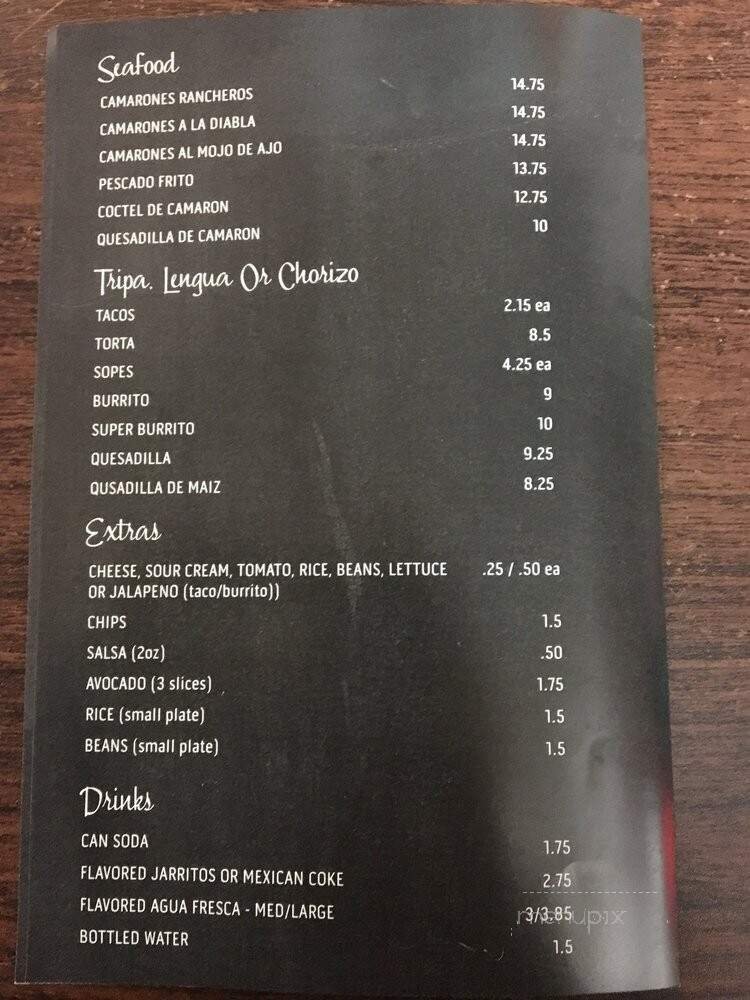 Seafood
CAMARONES RANCHEROS 14.75
CAMARONES A LA DIABLA 14.75
CAMARONES AL MOJO DE AJO 14.75
PESCADO FRITO 13.75
COCTEL DE CAMARON 12.75
QUESADILLA DE CAMARON 10
Tripa. Lengua Or Chorizo
TACOS 2.15 ea
TORTA 8.5
SOPES 4.25 ea
BURRITO 9
SUPER BURRITO 10
QUESADILLA 9.25
QUSADILLA DE MAIZ 8.25
Extras
CHEESE, SOUR CREAM, TOMATO, RICE, BEANS, LETTUCE .25 / .50 ea
OR JALAPENO (taco/burrito))
CHIPS 1.5
SALSA (2oz) .50
AVOCADO (3 slices) 1.75
RICE (small plate) 1.5
BEANS (small plate) 1.5
Drinks
CAN SODA 1.75
FLAVORED JARRITOS OR MEXICAN COKE 2.75
FLAVORED AGUA FRESCA - MED/LARGE 3/3.85
menupix
BOTTLED WATER 1.5